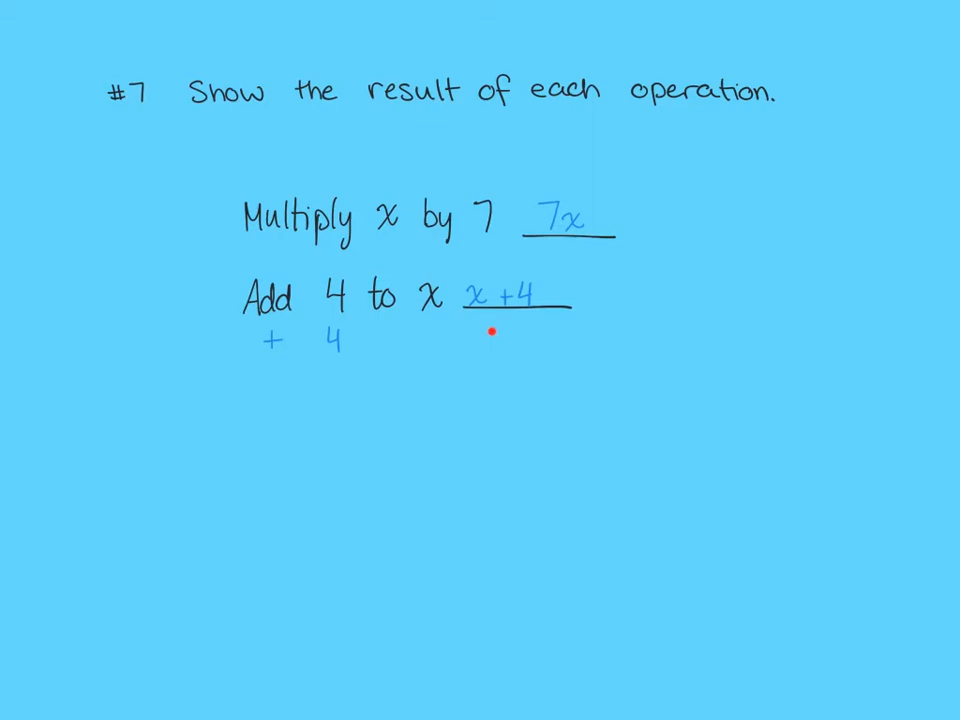 #7 Show the result of each operation.
Multiply x by 7 7x
Add 4 to x x +4
+ 4